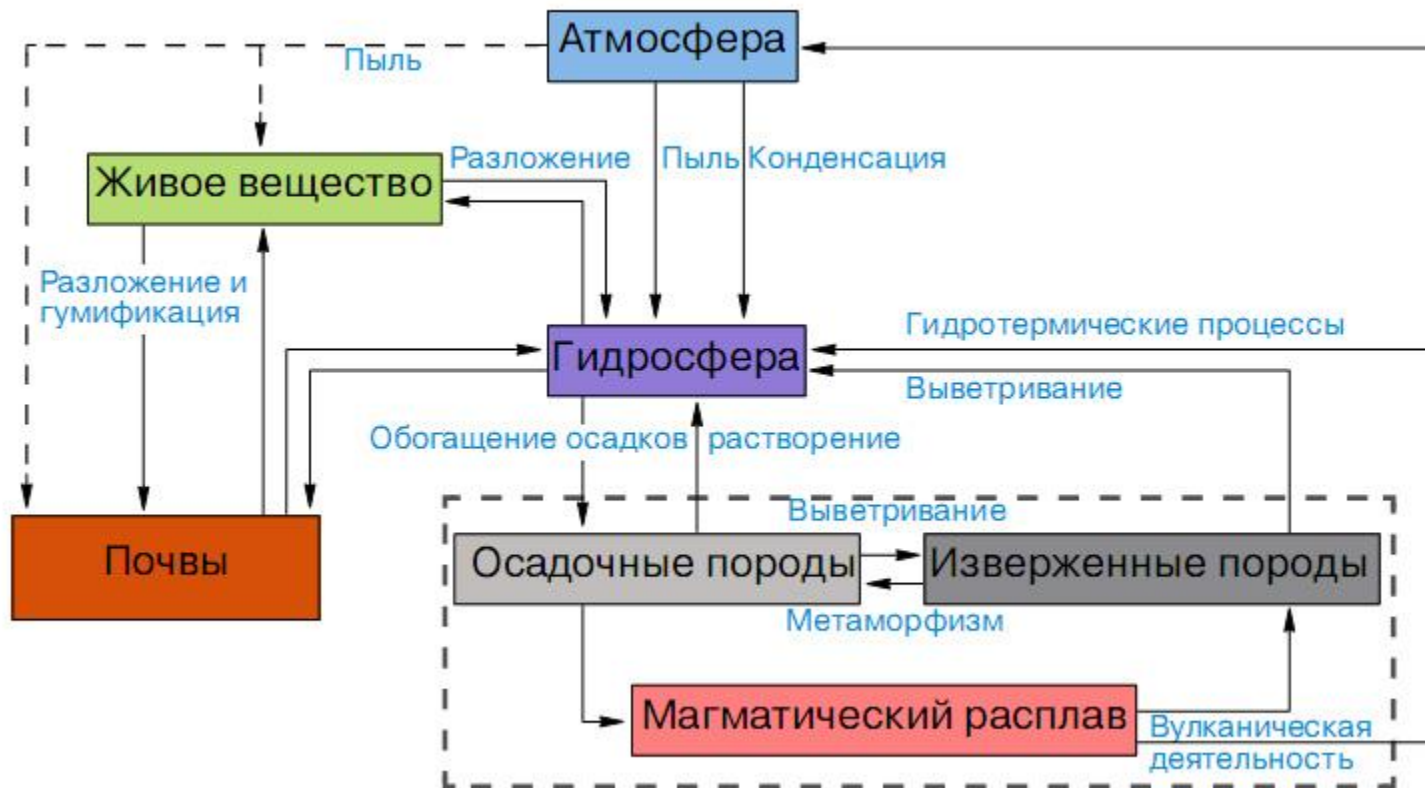 Атмосфера
Пыль
Разложение
Пыль
Конденсация
Живое вещество
Разложение и
гумификация
Гидротермические процессы
Гидросфера
Выветривание
Обогащение осадков
растворение
Выветривание
Почвы
Осадочные породы
Изверженные породы
Метаморфизм
Магматический расплав
Вулканическая
деятельность